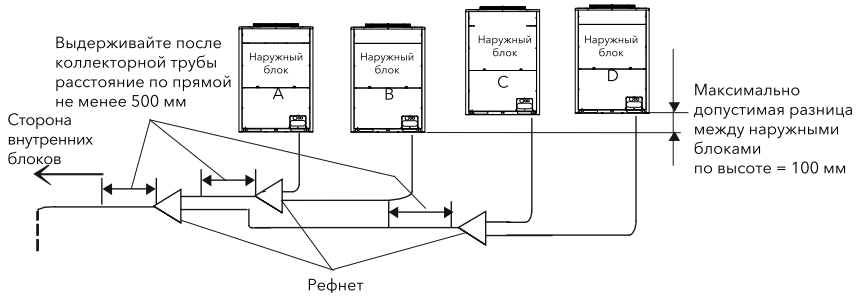 Выдерживайте после
коллекторной трубы
расстояние по прямой
не менее 500 мм
Сторона
внутренних
блоков
Наружный
блок
A
Наружный
блок
B
Наружный
блок
C
Наружный
блок
D
Максимально
допустимая разница
между наружными
блоками
по высоте = 100 мм
Рефнет